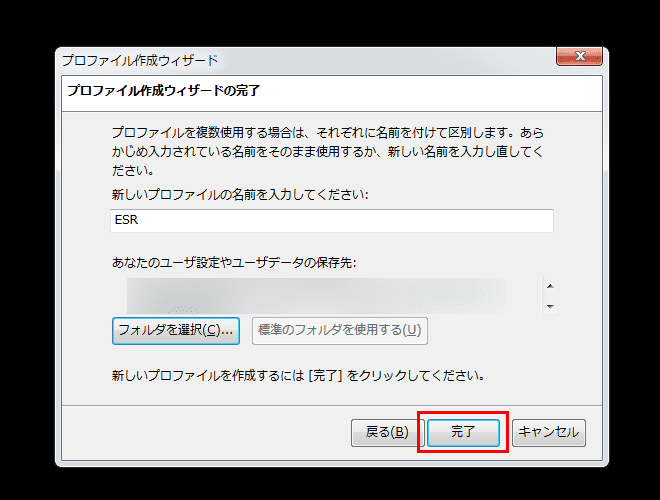 プロファイル作成ウィザード
プロファイル作成ウィザードの完了
プロファイルを複数使用する場合は、それぞれに名前を付けて区別します。あら
かじめ入力されている名前をそのまま使用するか、新しい名前を入力し直してく
ださい。
新しいプロファイルの名前を入力してください:
ESR
あなたのユーザ設定やユーザデータの保存先:
フォルダを選択(C)... 標準のフォルダを使用する(U)
新しいプロファイルを作成するには [完了] をクリックしてください。
戻る(B) 完了 キャンセル